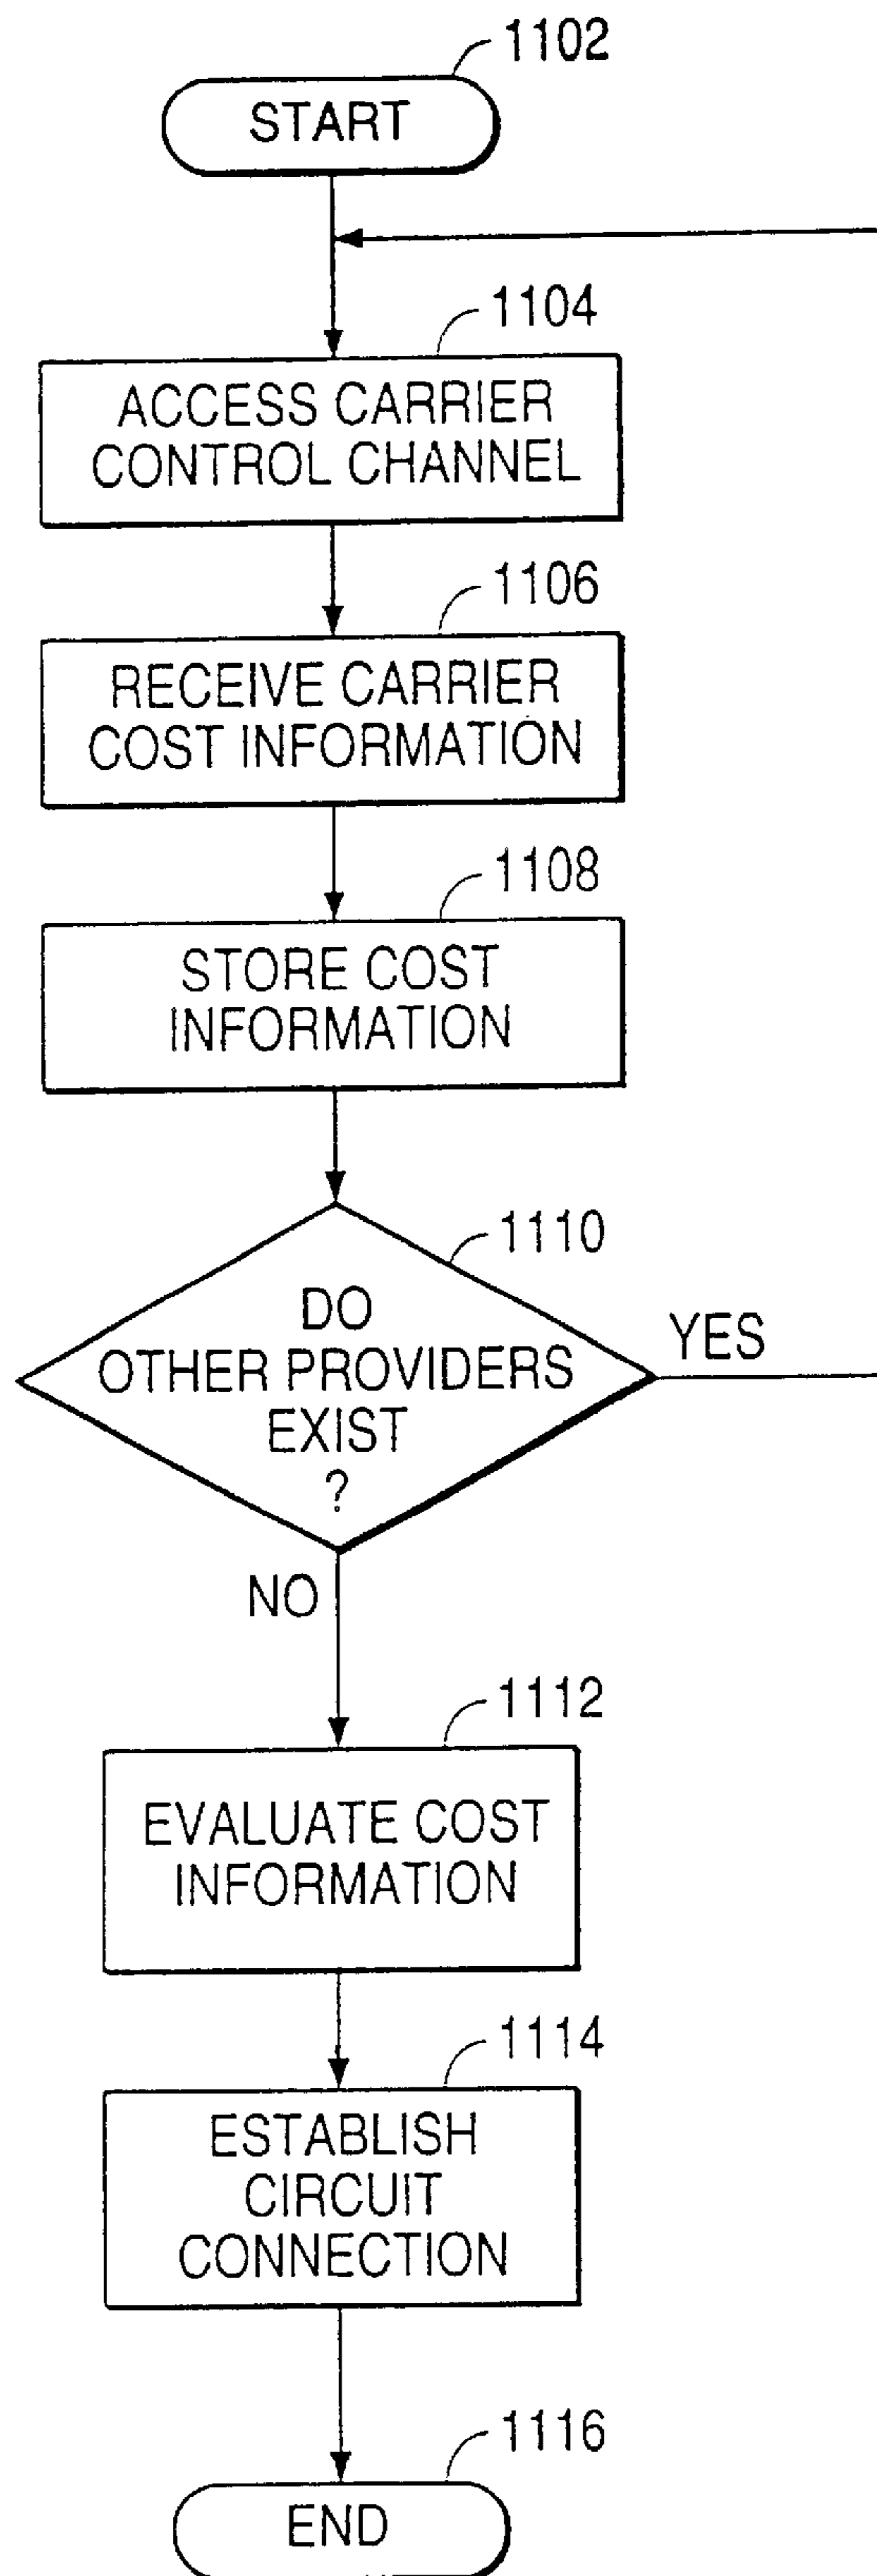 1102
START
1104
ACCESS CARRIER
CONTROL CHANNEL
1106
RECEIVE CARRIER
COST INFORMATION
1108
STORE COST
INFORMATION
1110
DO
OTHER PROVIDERS
EXIST
?
YES
NO
1112
EVALUATE COST
INFORMATION
1114
ESTABLISH
CIRCUIT
CONNECTION
1116
END